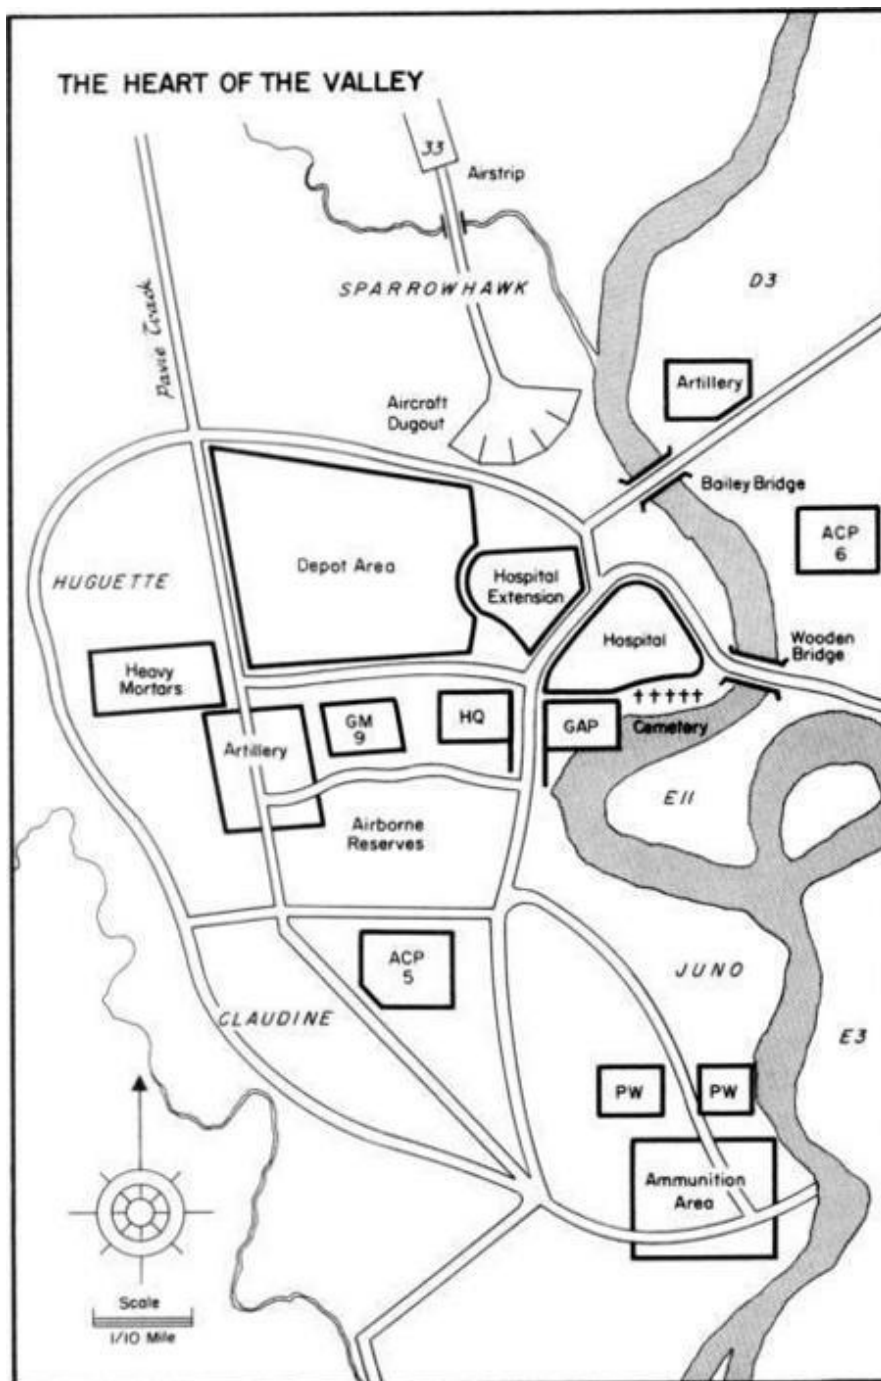 THE HEART OF THE VALLEY
33
Airstrip
Pavie Track
SPARROWHAWK
D3
Artillery
Aircraft
Dugout
Bailey Bridge
ACP
6
Depot Area
HUGUETTE
Hospital
Extension
Hospital
Wooden
Bridge
Heavy
Mortars
Artillery
GM
9
HQ
GAP
Cemetery
E11
Airborne
Reserves
ACP
5
JUNO
CLAUDINE
E3
PW
PW
Ammunition
Area
Scale
1/10 Mile